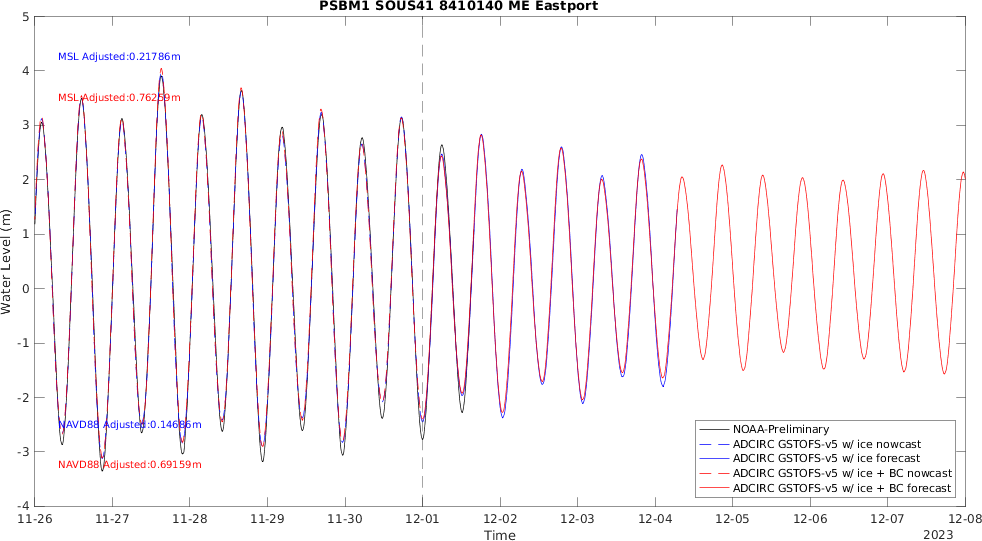 PSBM1 SOUS41 8410140 ME Eastport
5
4
3
2
1
0
-1
-2
-3
-4
Water Level (m)
MSL Adjusted:0.21786m
MSL Adjusted:0.76259m
NAVD88 Adjusted:0.14686m
NAVD88 Adjusted:0.69159m
NOAA-Preliminary
ADCIRC GSTOFS-v5 w/ ice nowcast
ADCIRC GSTOFS-v5 w/ ice forecast
ADCIRC GSTOFS-v5 w/ ice + BC nowcast
ADCIRC GSTOFS-v5 w/ ice + BC forecast
11-26 11-27 11-28 11-29 11-30 12-01 12-02 12-03 12-04 12-05 12-06 12-07 12-08
Time
2023